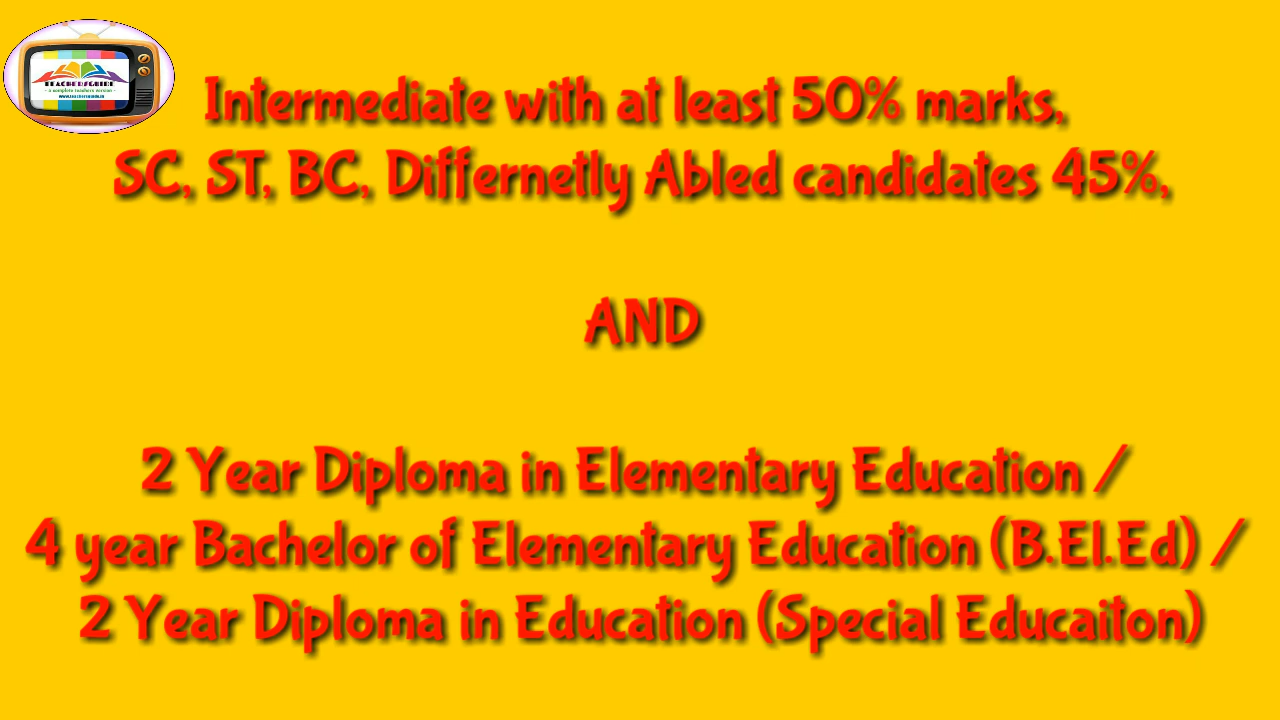 TEACHERSGUIDE
Intermediate with at least 50% marks,
SC, ST, BC, Differnetly Abled candidates 45%,
AND
2 Year Diploma in Elementary Education /
4 year Bachelor of Elementary Education (B.El.Ed) /
2 Year Diploma in Education (Special Educaiton)